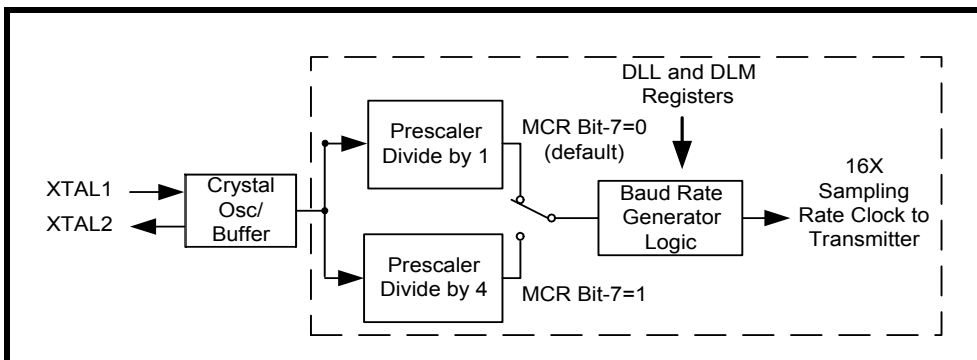 DLL and DLM
Registers
Prescaler
Divide by 1
MCR Bit-7=0
(default)
XTAL1
XTAL2
Crystal
Osc/
Buffer
Baud Rate
Generator
Logic
16X
Sampling
Rate Clock to
Transmitter
Prescaler
Divide by 4
MCR Bit-7=1